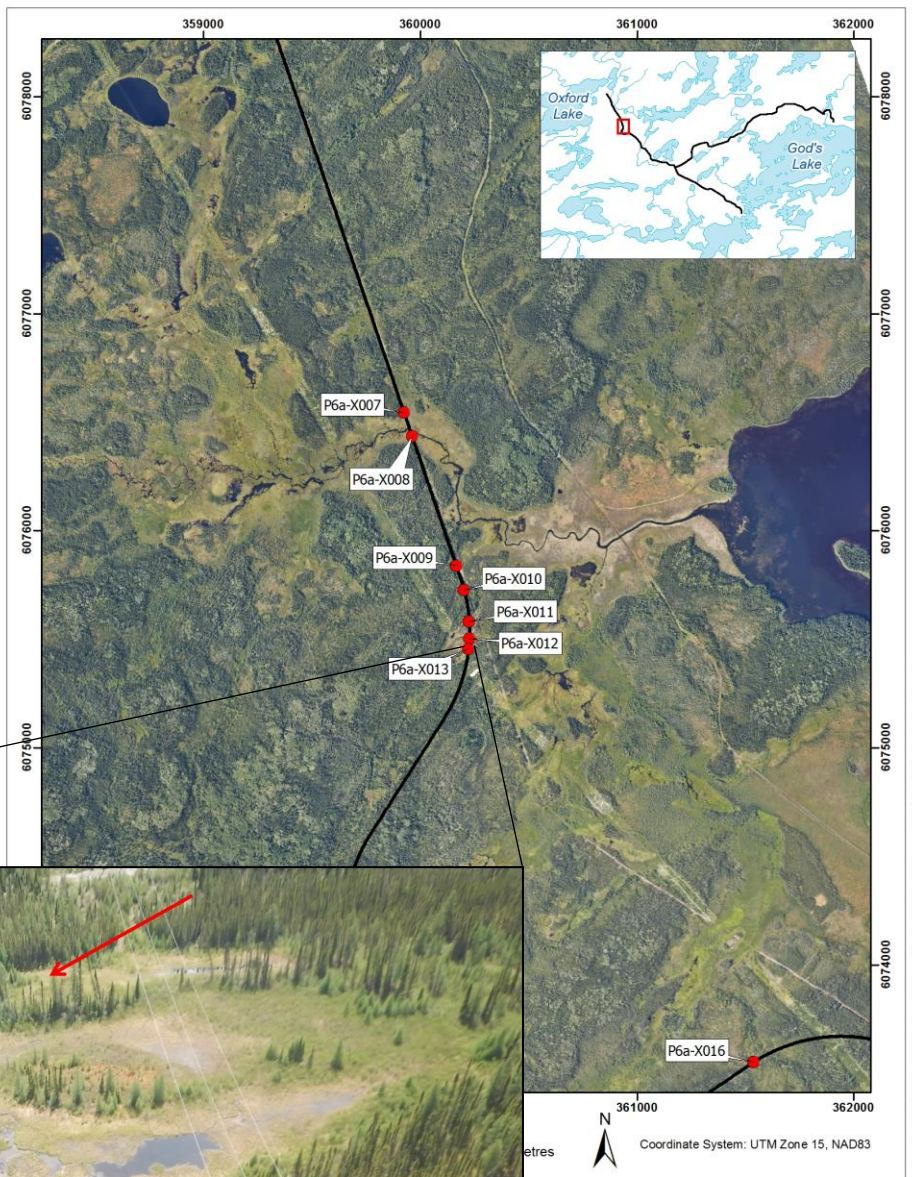 359000
360000
361000
362000
6078000
6078000
Oxford
Lake
God's
Lake
6077000
6077000
P6a-X007
P6a-X008
6076000
6076000
P6a-X009
P6a-X010
P6a-X011
P6a-X012
P6a-X013
6075000
6075000
6074000
P6a-X016
361000
362000
etres
N
Coordinate System: UTM Zone 15, NAD83